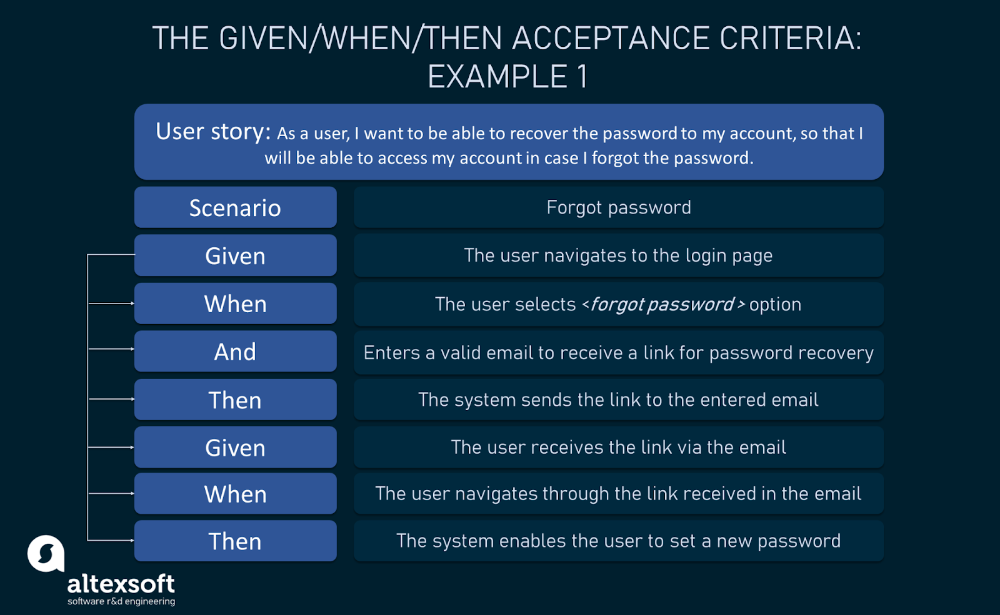 THE GIVEN/WHEN/THEN ACCEPTANCE CRITERIA:
EXAMPLE 1
User story: As a user, I want to be able to recover the password to my account, so that I
will be able to access my account in case I forgot the password.
Scenario
Forgot password
Given
The user navigates to the login page
When
The user selects <forgot password> option
And
Enters a valid email to receive a link for password recovery
Then
The system sends the link to the entered email
Given
The user receives the link via the email
When
The user navigates through the link received in the email
Then
The system enables the user to set a new password
altexsoft
software r&d engineering